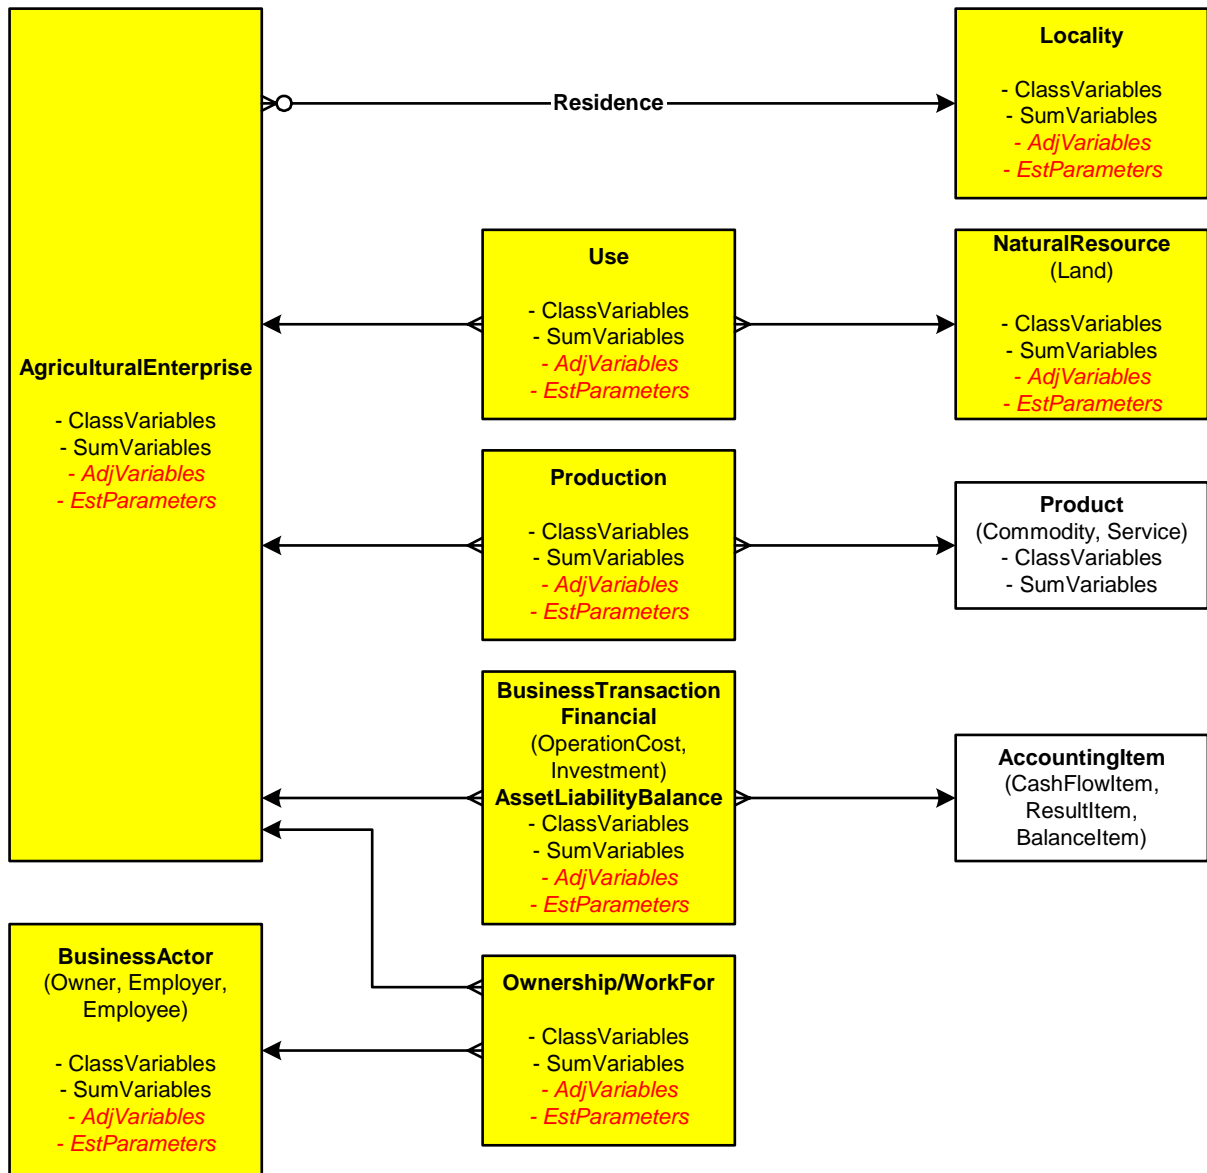 Locality
- ClassVariables
- SumVariables
- AdjVariables
- EstParameters
Residence
AgriculturalEnterprise
- ClassVariables
- SumVariables
- AdjVariables
- EstParameters
Use
- ClassVariables
- SumVariables
- AdjVariables
- EstParameters
NaturalResource
(Land)
- ClassVariables
- SumVariables
- AdjVariables
- EstParameters
Production
- ClassVariables
- SumVariables
- AdjVariables
- EstParameters
Product
(Commodity, Service)
- ClassVariables
- SumVariables
BusinessTransaction
Financial
(OperationCost,
Investment)
AssetLiabilityBalance
- ClassVariables
- SumVariables
- AdjVariables
- EstParameters
AccountingItem
(CashFlowItem,
ResultItem,
BalanceItem)
BusinessActor
(Owner, Employer,
Employee)
- ClassVariables
- SumVariables
- AdjVariables
- EstParameters
Ownership/WorkFor
- ClassVariables
- SumVariables
- AdjVariables
- EstParameters